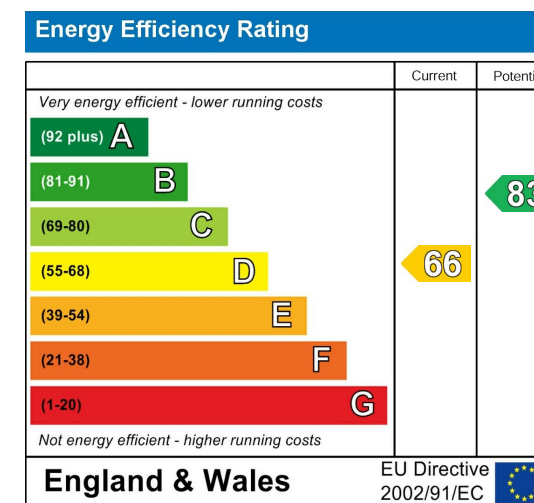 Energy Efficiency Rating
Current
Very energy efficient - lower running costs
(92 plus) A
(81-91) B
83
(69-80) C
(55-68) D
66
(39-54) E
(21-38) F
(1-20) G
Not energy efficient - higher running costs
England & Wales
EU Directive
2002/91/EC